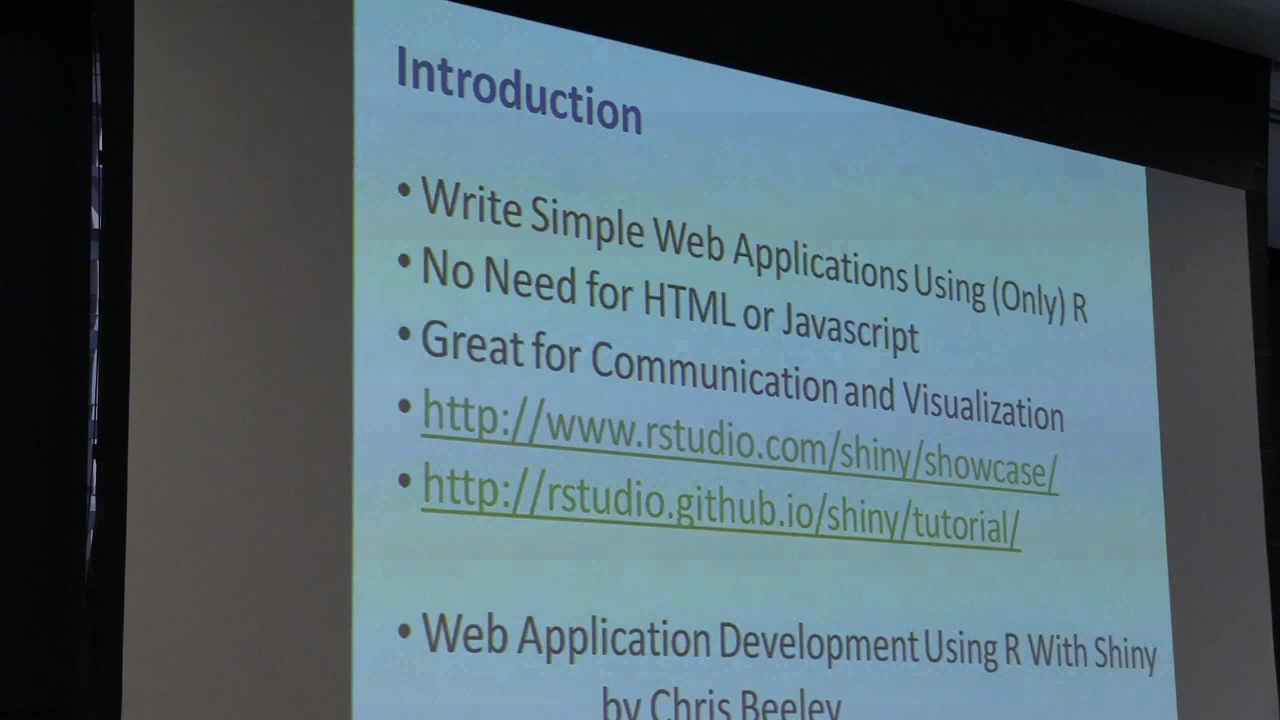 Introduction
• Write Simple Web Applications Using (Only) R
• No Need for HTML or Javascript
• Great for Communication and Visualization
• http://www.rstudio.com/shiny/showcase/
• http://rstudio.github.io/shiny/tutorial/
• Web Application Development Using R With Shiny
by Chris Beeley